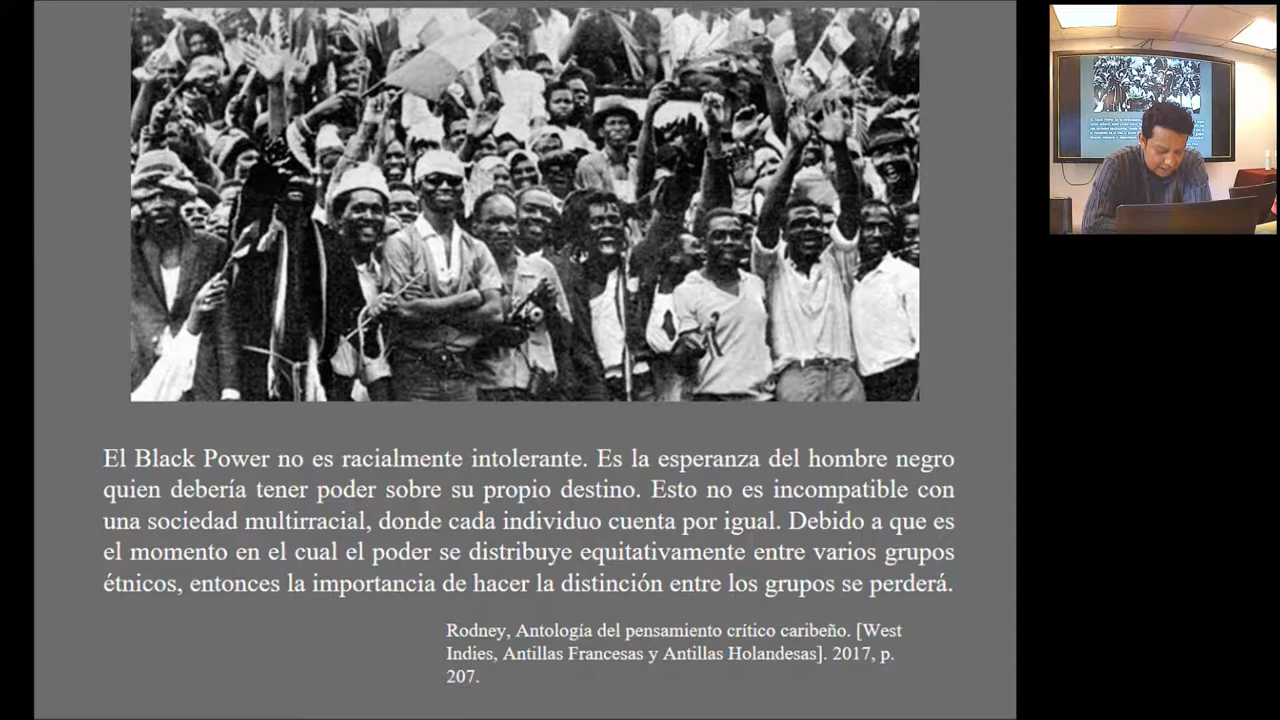 El Black Power no es racialmente intolerante. Es la esperanza del hombre negro
quien debería tener poder sobre su propio destino. Esto no es incompatible con
una sociedad multirracial, donde cada individuo cuenta por igual. Debido a que es
el momento en el cual el poder se distribuye equitativamente entre varios grupos
étnicos, entonces la importancia de hacer la distinción entre los grupos se perderá.
Rodney, Antología del pensamiento crítico caribeño. [West
Indies, Antillas Francesas y Antillas Holandesas]. 2017, p.
207.